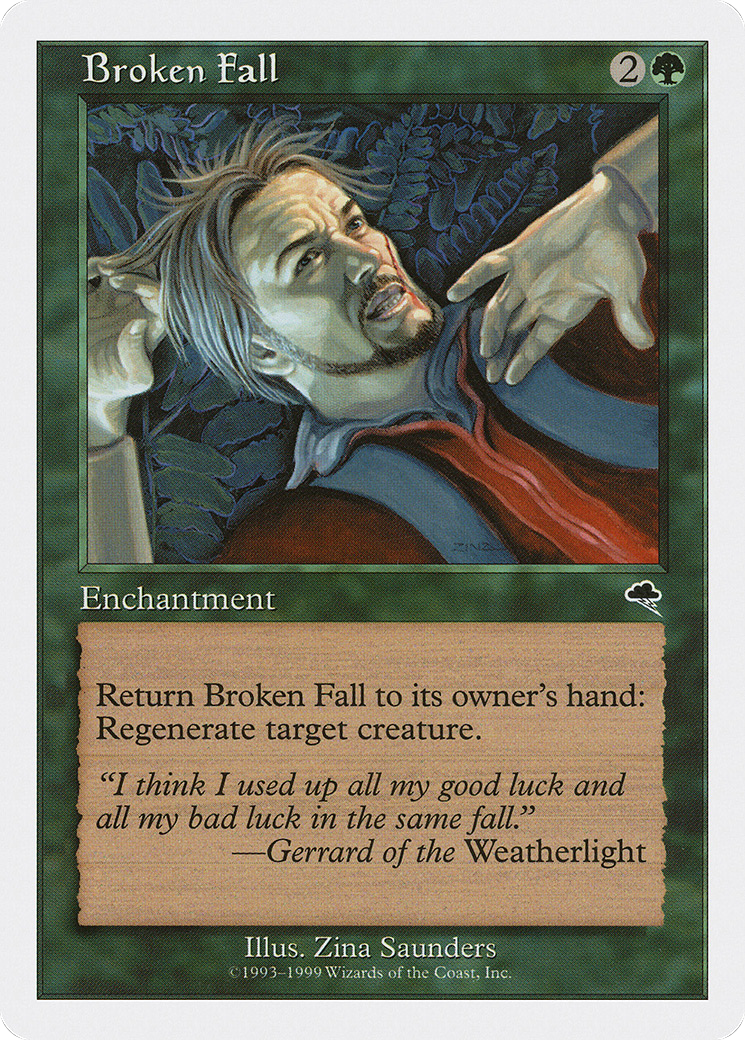 Broken Fall
2
Enchantment
Return Broken Fall to its owner’s hand:
Regenerate target creature.
“I think I used up all my good luck and
all my bad luck in the same fall.”
—Gerrard of the Weatherlight
Illus. Zina Saunders
©1993–1999 Wizards of the Coast, Inc.